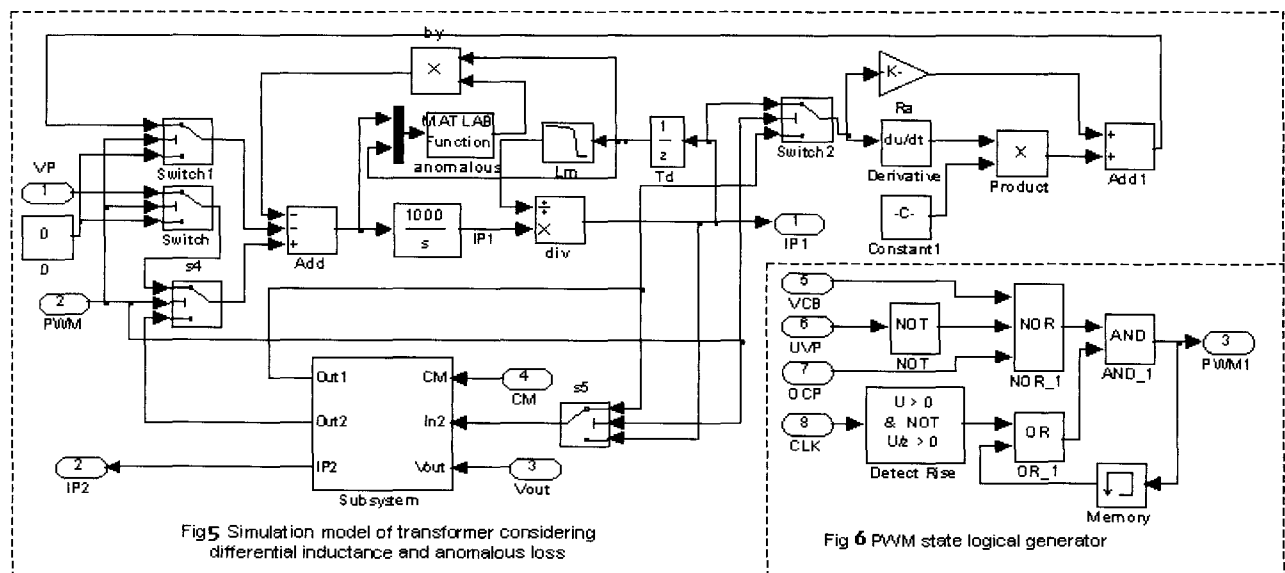 by
×
MATLAB
Function
anomalous
Lm
1
z
Td
Switch2
-K-
Ra
du/dt
Derivative
×
Product
+
+
Add1
-C-
Constant1
VP
1
0
0
Switch1
Switch
s4
2
PWM
−
−
+
Add
1000
s
IP1
÷
×
div
1
IP1
Out1
Out2
IP2
CM
In2
Vout
Subsystem
4
CM
s5
3
Vout
2
IP2
Fig5 Simulation model of transformer considering
differential inductance and anomalous loss
5
VCB
6
UVP
7
OCP
8
CLK
NOT
NOT
NOR
NOR_1
AND
AND_1
3
PWM1
U > 0
& NOT
U/z > 0
Detect Rise
OR
OR_1
Memory
Fig 6 PWM state logical generator